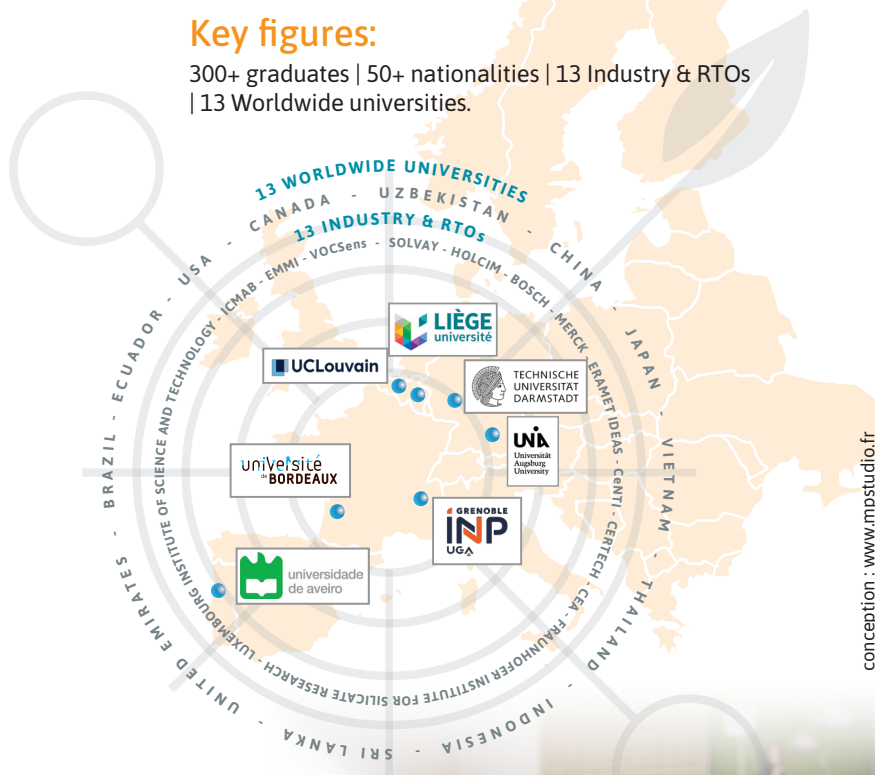 Key figures:
300+ graduates | 50+ nationalities | 13 Industry & RTOs
| 13 Worldwide universities.
13 WORLDWIDE UNIVERSITIES
USA - CANADA - UZBEKISTAN - CHINA - JAPAN - VIETNAM - THAILAND - INDONESIA - SRI LANKA - UNITED EMIRATES - BRAZIL - ECUADOR -
13 INDUSTRY & RTOs
ICMAB - EMMI - VOCSens - SOLVAY - HOLCIM - BOSCH - MERCK - ERAMET IDEAS - CeNTI - CERTECH - CEA - FRAUNHOFER INSTITUTE FOR SILICATE RESEARCH - LUXEMBOURG INSTITUTE OF SCIENCE AND TECHNOLOGY -
LIÈGE
université
UCLouvain
TECHNISCHE
UNIVERSITÄT
DARMSTADT
UNIA
Universität
Augsburg
University
université
de BORDEAUX
GRENOBLE
INP
UGA
universidade
de aveiro
conception : www.mpstudio.fr